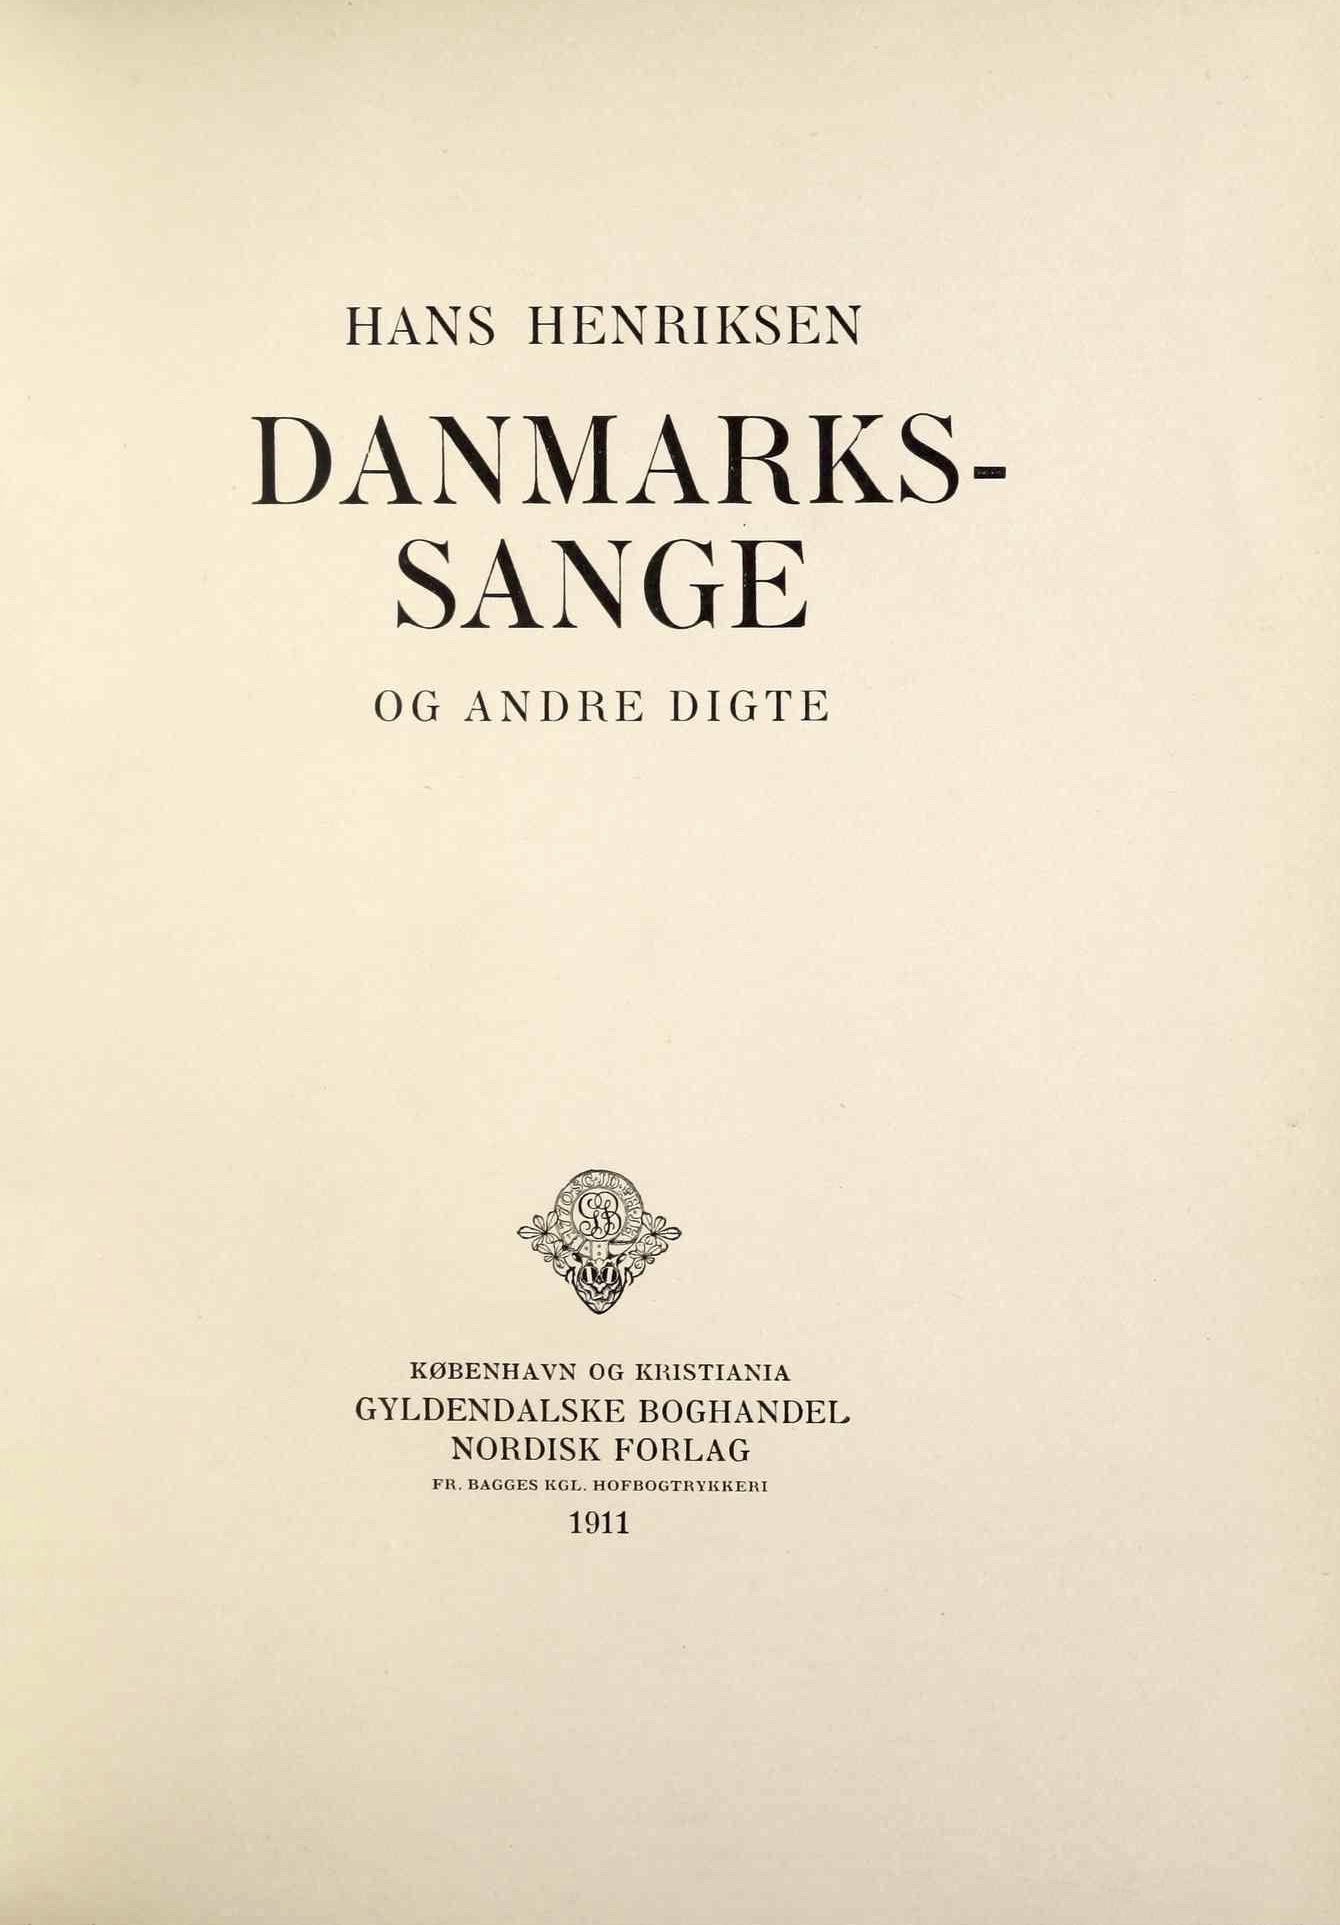 HANS HENRIKSEN
DANMARKS-
SANGE
OG ANDRE DIGTE
KØBENHAVN OG KRISTIANIA
GYLDENDALSKE BOGHANDEL
NORDISK FORLAG
FR. BAGGES KGL. HOFBOGTRYKKERI
1911